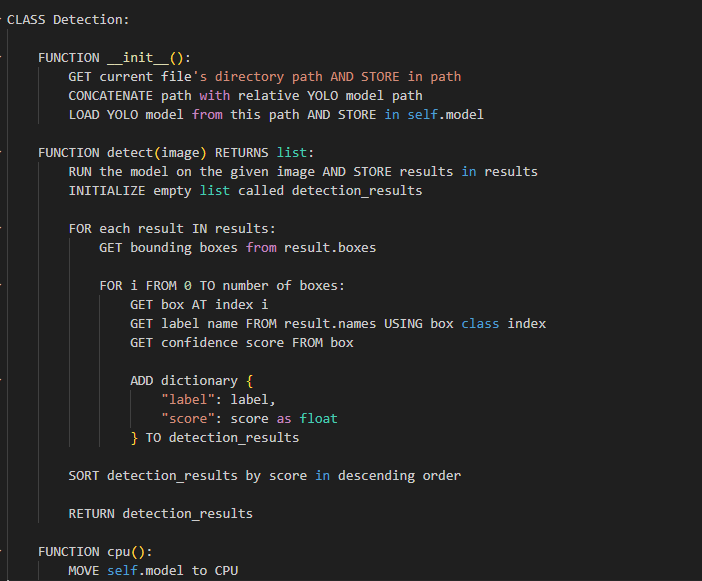 CLASS Detection:
FUNCTION __init__():
GET current file's directory path AND STORE in path
CONCATENATE path with relative YOLO model path
LOAD YOLO model from this path AND STORE in self.model
FUNCTION detect(image) RETURNS list:
RUN the model on the given image AND STORE results in results
INITIALIZE empty list called detection_results
FOR each result IN results:
GET bounding boxes from result.boxes
FOR i FROM 0 TO number of boxes:
GET box AT index i
GET label name FROM result.names USING box class index
GET confidence score FROM box
ADD dictionary {
"label": label,
"score": score as float
} TO detection_results
SORT detection_results by score in descending order
RETURN detection_results
FUNCTION cpu():
MOVE self.model to CPU